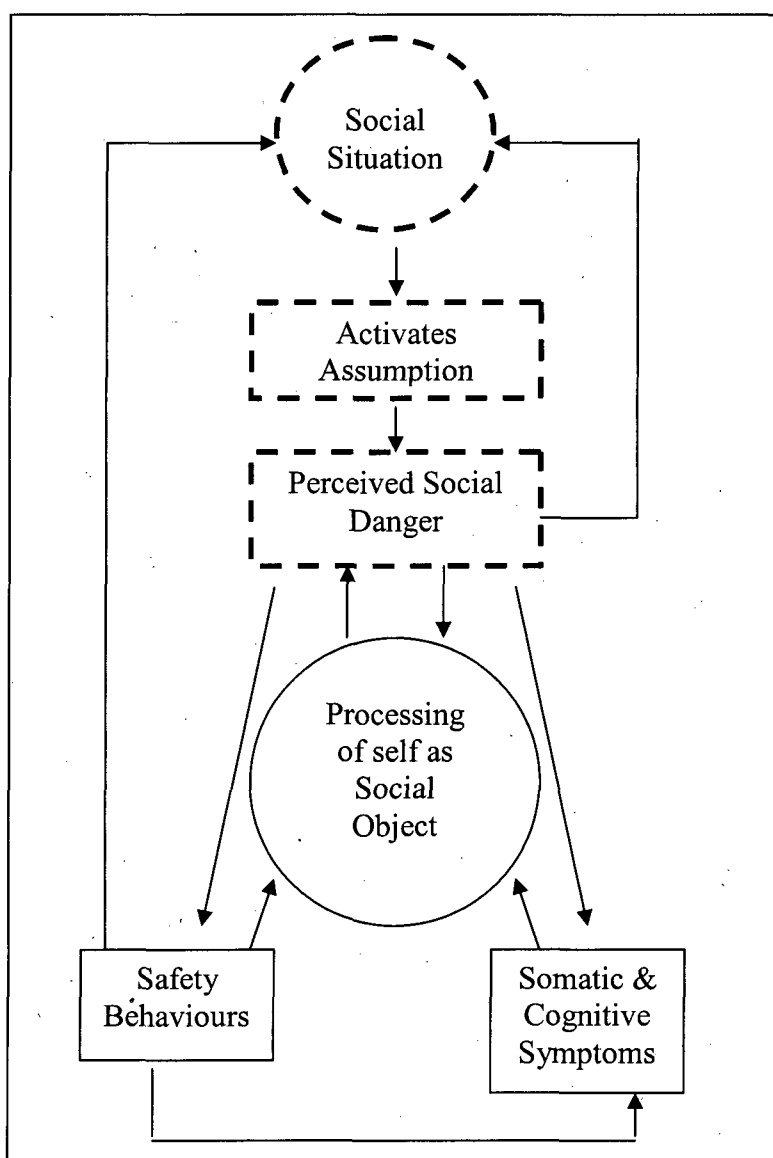 Social
Situation
Activates
Assumption
Perceived Social
Danger
Processing
of self as
Social
Object
Safety
Behaviours
Somatic &
Cognitive
Symptoms